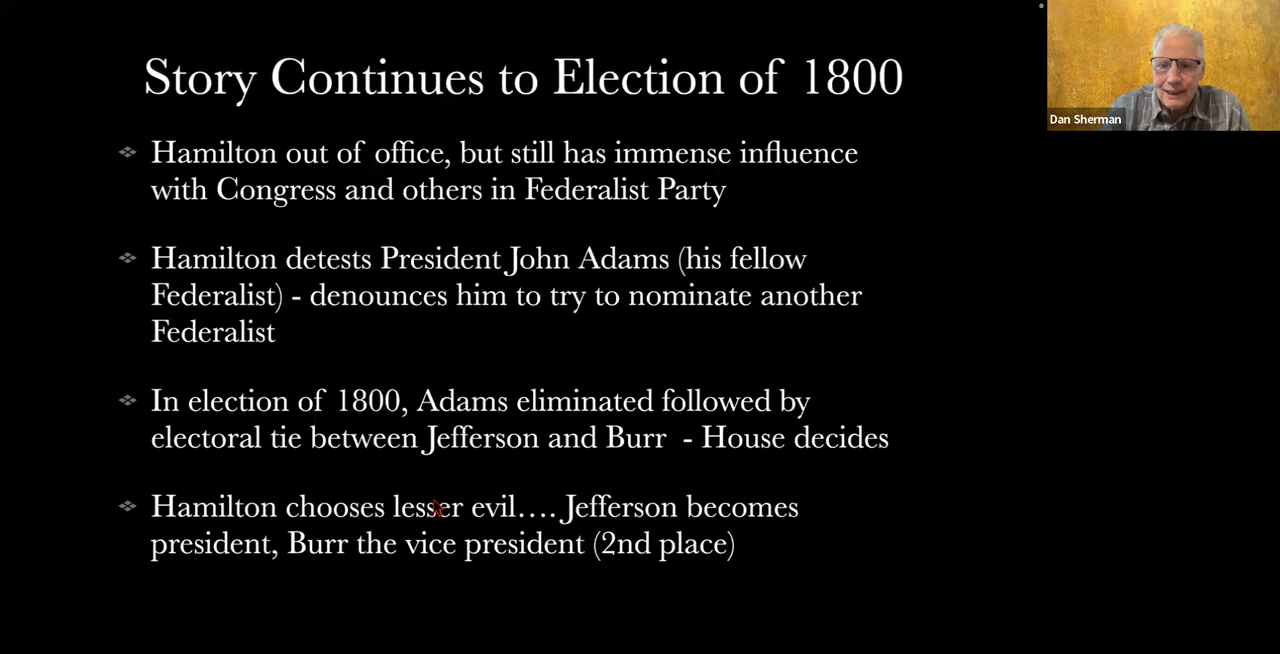 Story Continues to Election of 1800
Hamilton out of office, but still has immense influence
with Congress and others in Federalist Party
Hamilton detests President John Adams (his fellow
Federalist) - denounces him to try to nominate another
Federalist
In election of 1800, Adams eliminated followed by
electoral tie between Jefferson and Burr - House decides
Hamilton chooses lesser evil…. Jefferson becomes
president, Burr the vice president (2nd place)
Dan Sherman